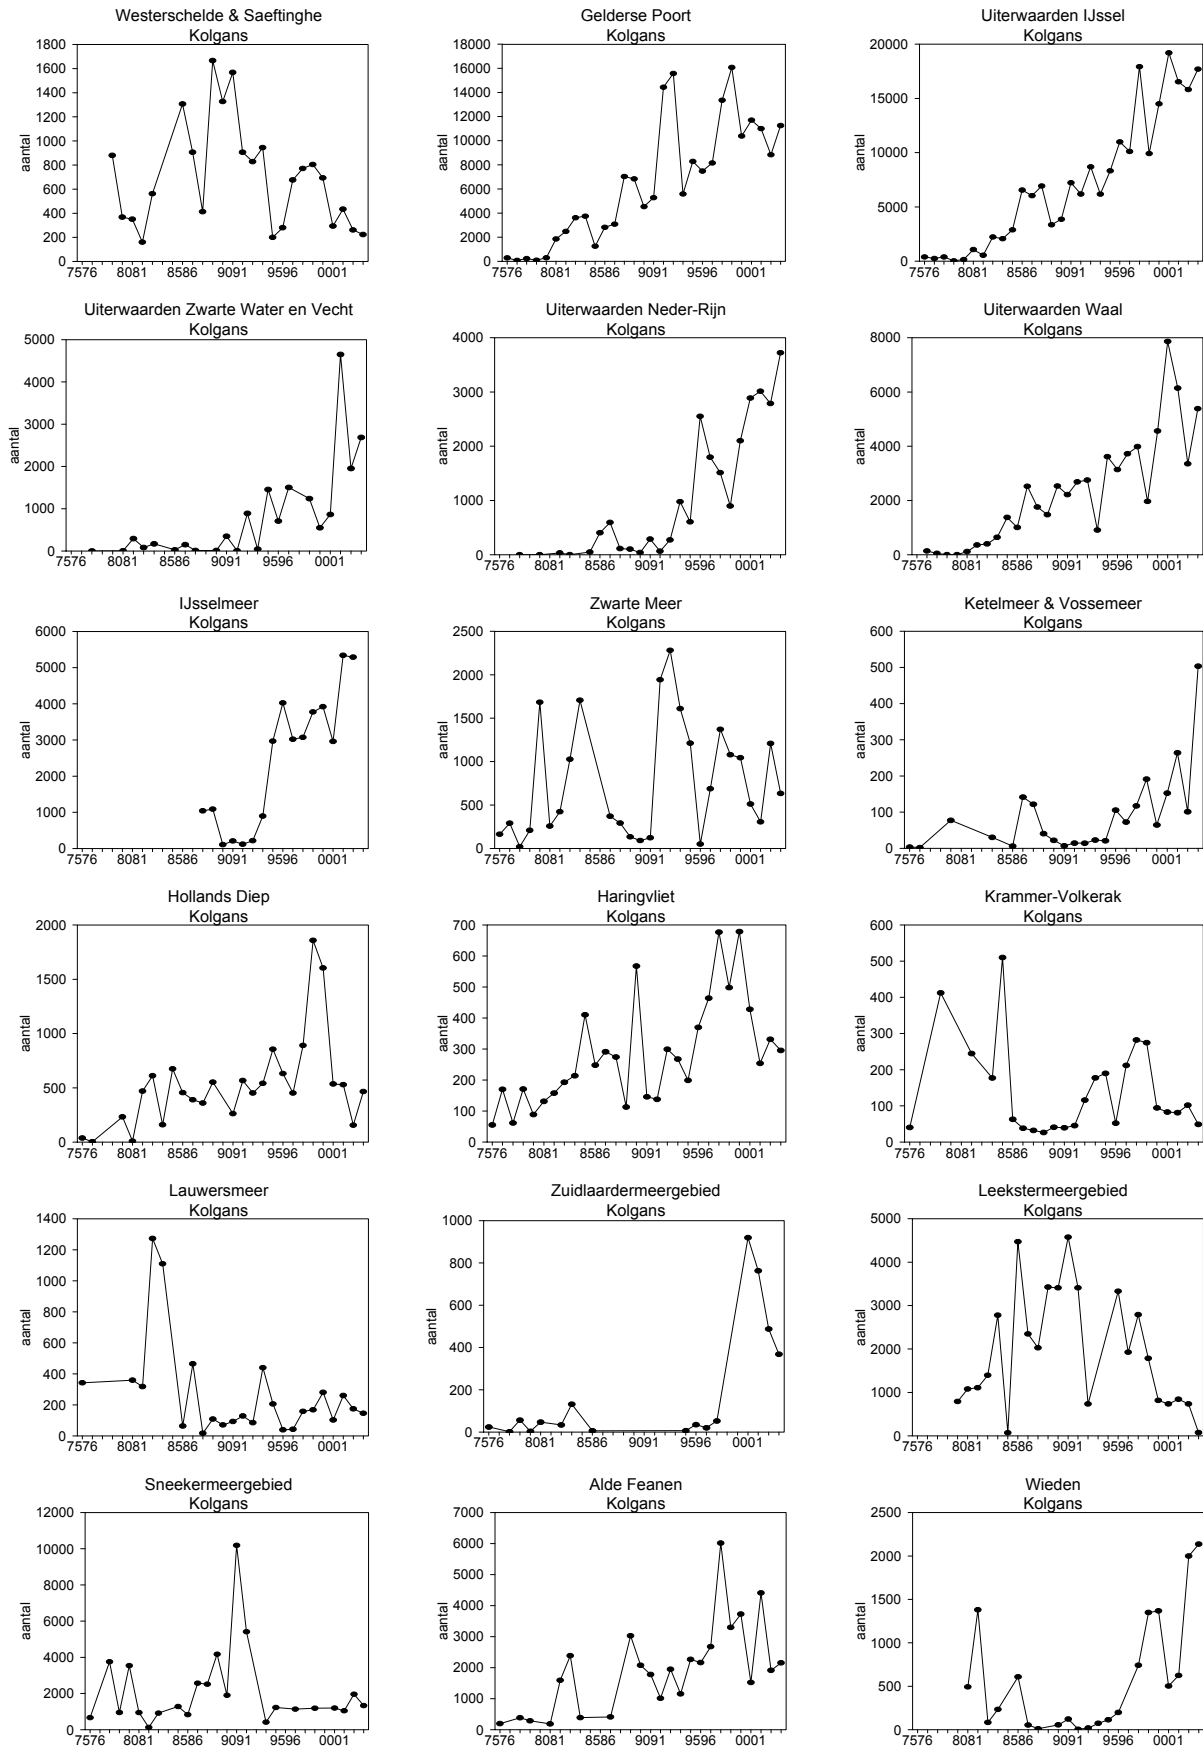 Westerschelde & Saeftinghe
Kolgans
1800
1600
1400
1200
1000
800
600
400
200
0
aantal
7576 8081 8586 9091 9596 0001
Gelderse Poort
Kolgans
18000
16000
14000
12000
10000
8000
6000
4000
2000
0
aantal
7576 8081 8586 9091 9596 0001
Uiterwaarden IJssel
Kolgans
20000
15000
10000
5000
0
aantal
7576 8081 8586 9091 9596 0001
Uiterwaarden Zwarte Water en Vecht
Kolgans
5000
4000
3000
2000
1000
0
aantal
7576 8081 8586 9091 9596 0001
Uiterwaarden Neder-Rijn
Kolgans
4000
3000
2000
1000
0
aantal
7576 8081 8586 9091 9596 0001
Uiterwaarden Waal
Kolgans
8000
6000
4000
2000
0
aantal
7576 8081 8586 9091 9596 0001
IJsselmeer
Kolgans
6000
5000
4000
3000
2000
1000
0
aantal
7576 8081 8586 9091 9596 0001
Zwarte Meer
Kolgans
2500
2000
1500
1000
500
0
aantal
7576 8081 8586 9091 9596 0001
Ketelmeer & Vossemeer
Kolgans
600
500
400
300
200
100
0
aantal
7576 8081 8586 9091 9596 0001
Hollands Diep
Kolgans
2000
1500
1000
500
0
aantal
7576 8081 8586 9091 9596 0001
Haringvliet
Kolgans
700
600
500
400
300
200
100
0
aantal
7576 8081 8586 9091 9596 0001
Krammer-Volkerak
Kolgans
600
500
400
300
200
100
0
aantal
7576 8081 8586 9091 9596 0001
Lauwersmeer
Kolgans
1400
1200
1000
800
600
400
200
0
aantal
7576 8081 8586 9091 9596 0001
Zuidlaardermeergebied
Kolgans
1000
800
600
400
200
0
aantal
7576 8081 8586 9091 9596 0001
Leekstermeergebied
Kolgans
5000
4000
3000
2000
1000
0
aantal
7576 8081 8586 9091 9596 0001
Sneekermeergebied
Kolgans
12000
10000
8000
6000
4000
2000
0
aantal
7576 8081 8586 9091 9596 0001
Alde Feanen
Kolgans
7000
6000
5000
4000
3000
2000
1000
0
aantal
7576 8081 8586 9091 9596 0001
Wieden
Kolgans
2500
2000
1500
1000
500
0
aantal
7576 8081 8586 9091 9596 0001